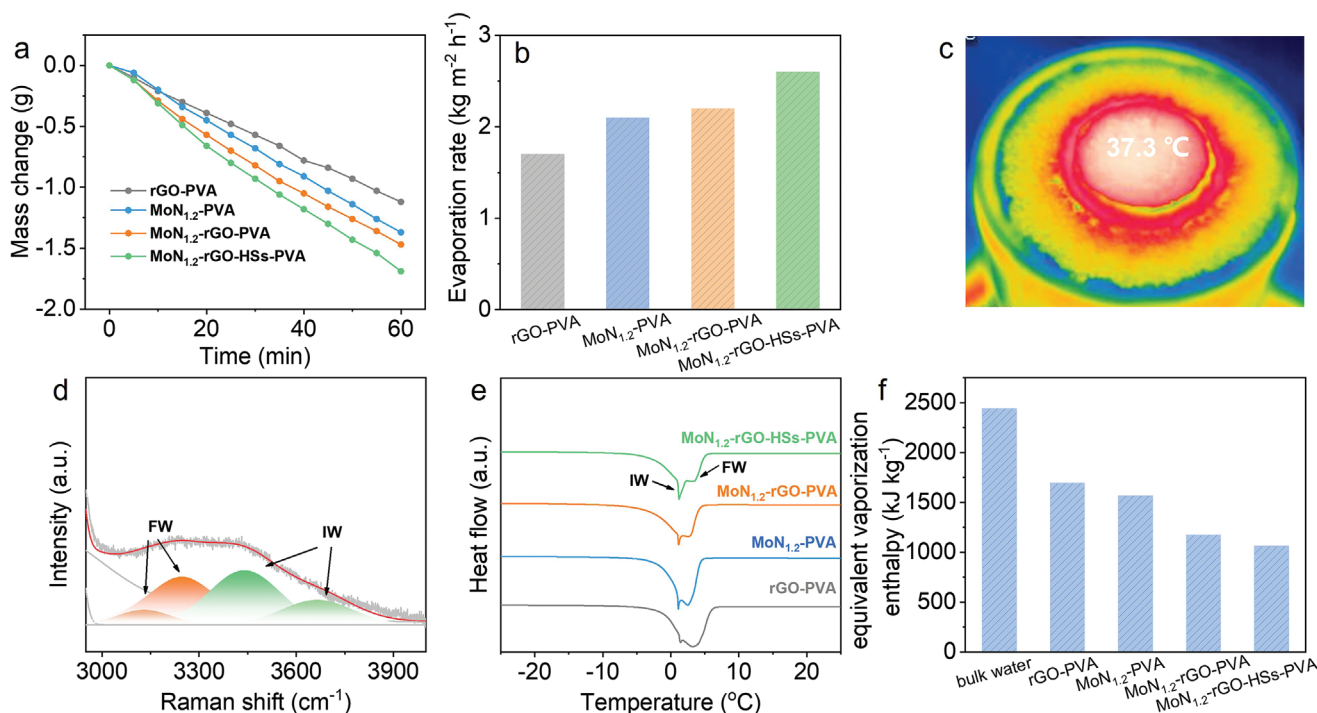 a
Mass change (g)
0.0
-0.5
-1.0
-1.5
-2.0
rGO-PVA
MoN1.2-PVA
MoN1.2-rGO-PVA
MoN1.2-rGO-HSs-PVA
0 20 40 60
Time (min)
b
Evaporation rate (kg m-2 h-1)
3
2
1
0
rGO-PVA
MoN1.2-PVA
MoN1.2-rGO-PVA
MoN1.2-rGO-HSs-PVA
c
37.3 ℃
d
Intensity (a.u.)
FW
IW
3000 3300 3600 3900
Raman shift (cm-1)
e
Heat flow (a.u.)
MoN1.2-rGO-HSs-PVA
IW
FW
MoN1.2-rGO-PVA
MoN1.2-PVA
rGO-PVA
-20 -10 0 10 20
Temperature (oC)
f
equivalent vaporization
enthalpy (kJ kg-1)
2500
2000
1500
1000
500
0
bulk water
rGO-PVA
MoN1.2-PVA
MoN1.2-rGO-PVA
MoN1.2-rGO-HSs-PVA